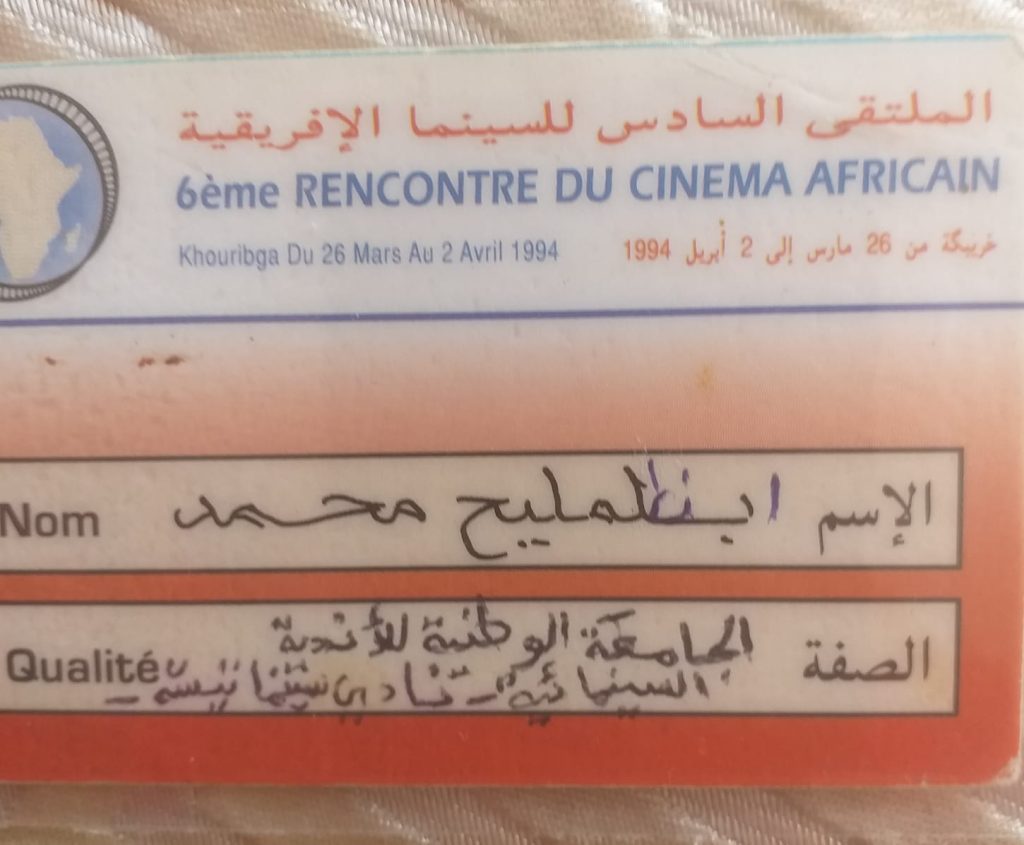 الملتقى السادس للسينما الإفريقية
6ème RENCONTRE DU CINEMA AFRICAIN
Khouribga Du 26 Mars Au 2 Avril 1994 خريبكة من 26 مارس إلى 2 أبريل 1994
Nom محمد الإسم
Qualité الجامعة الوطنية للأندية الصفة
السينمائية - نادي